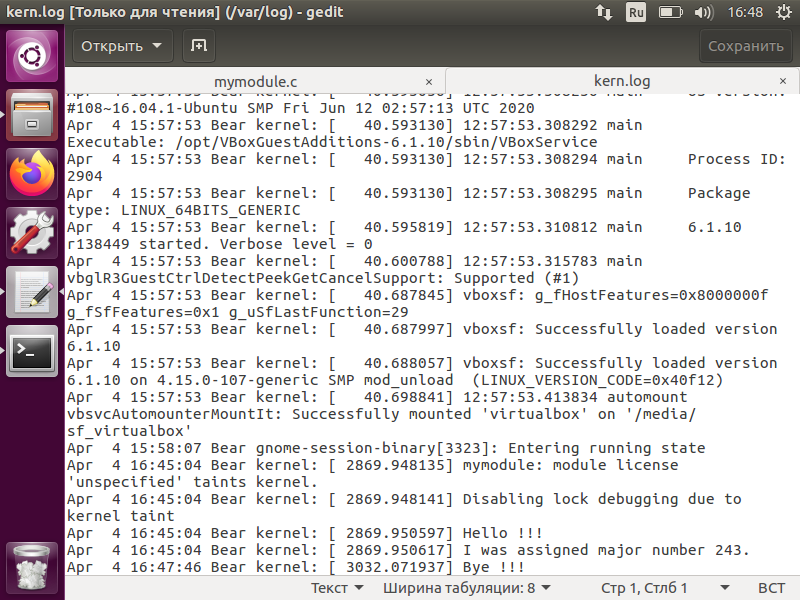 kern.log [Только для чтения] (/var/log) - gedit
Ru
16:48
Открыть
Сохранить
mymodule.c ×
kern.log ×
#108~16.04.1-Ubuntu SMP Fri Jun 12 02:57:13 UTC 2020
Apr  4 15:57:53 Bear kernel: [   40.593130] 12:57:53.308292 main
Executable: /opt/VBoxGuestAdditions-6.1.10/sbin/VBoxService
Apr  4 15:57:53 Bear kernel: [   40.593130] 12:57:53.308294 main     Process ID:
2904
Apr  4 15:57:53 Bear kernel: [   40.593130] 12:57:53.308295 main     Package
type: LINUX_64BITS_GENERIC
Apr  4 15:57:53 Bear kernel: [   40.595819] 12:57:53.310812 main     6.1.10
r138449 started. Verbose level = 0
Apr  4 15:57:53 Bear kernel: [   40.600788] 12:57:53.315783 main
vbglR3GuestCtrlDetectPeekGetCancelSupport: Supported (#1)
Apr  4 15:57:53 Bear kernel: [   40.687845] vboxsf: g_fHostFeatures=0x8000000f
g_fSfFeatures=0x1 g_uSfLastFunction=29
Apr  4 15:57:53 Bear kernel: [   40.687997] vboxsf: Successfully loaded version
6.1.10
Apr  4 15:57:53 Bear kernel: [   40.688057] vboxsf: Successfully loaded version
6.1.10 on 4.15.0-107-generic SMP mod_unload  (LINUX_VERSION_CODE=0x40f12)
Apr  4 15:57:53 Bear kernel: [   40.698841] 12:57:53.413834 automount
vbsvcAutomounterMountIt: Successfully mounted 'virtualbox' on '/media/
sf_virtualbox'
Apr  4 15:58:07 Bear gnome-session-binary[3323]: Entering running state
Apr  4 16:45:04 Bear kernel: [ 2869.948135] mymodule: module license
'unspecified' taints kernel.
Apr  4 16:45:04 Bear kernel: [ 2869.948141] Disabling lock debugging due to
kernel taint
Apr  4 16:45:04 Bear kernel: [ 2869.950597] Hello !!!
Apr  4 16:45:04 Bear kernel: [ 2869.950617] I was assigned major number 243.
Apr  4 16:47:46 Bear kernel: [ 3032.071937] Bye !!!
Текст
Ширина табуляции: 8
Стр 1, Стлб 1
ВСТ